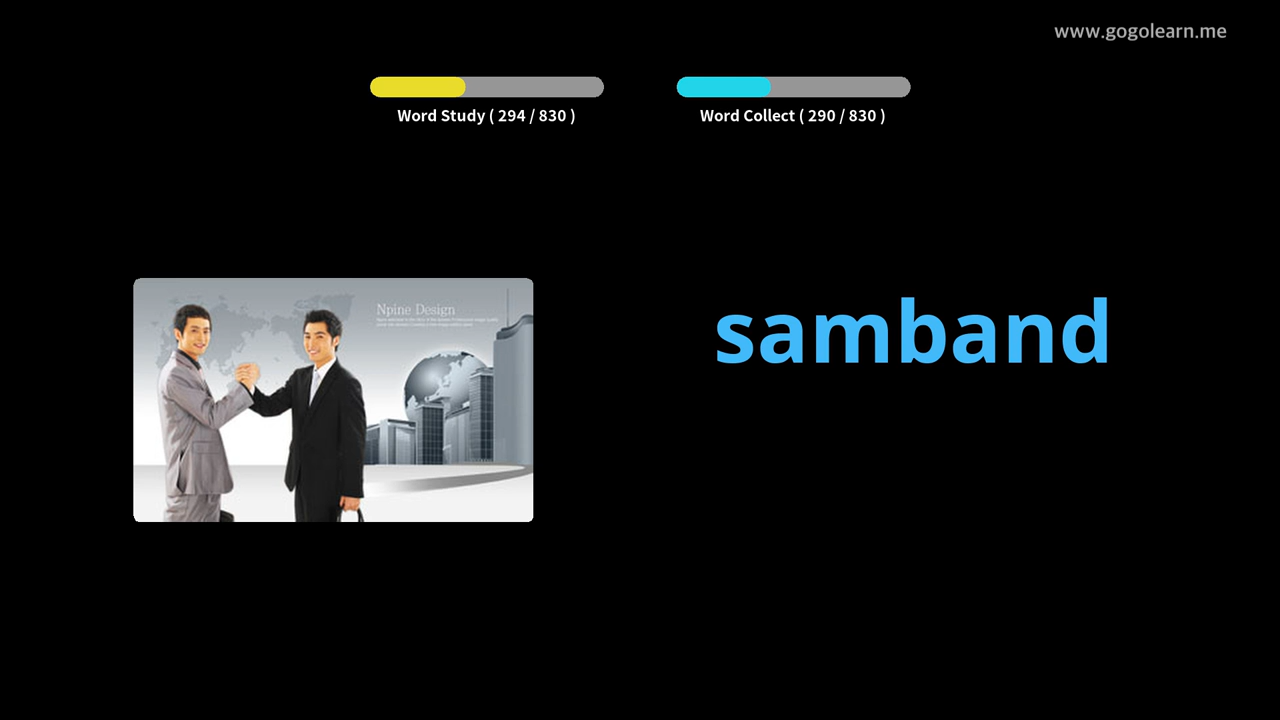 www.gogolearn.me
Word Study ( 294 / 830 )
Word Collect ( 290 / 830 )
Npine Design
samband